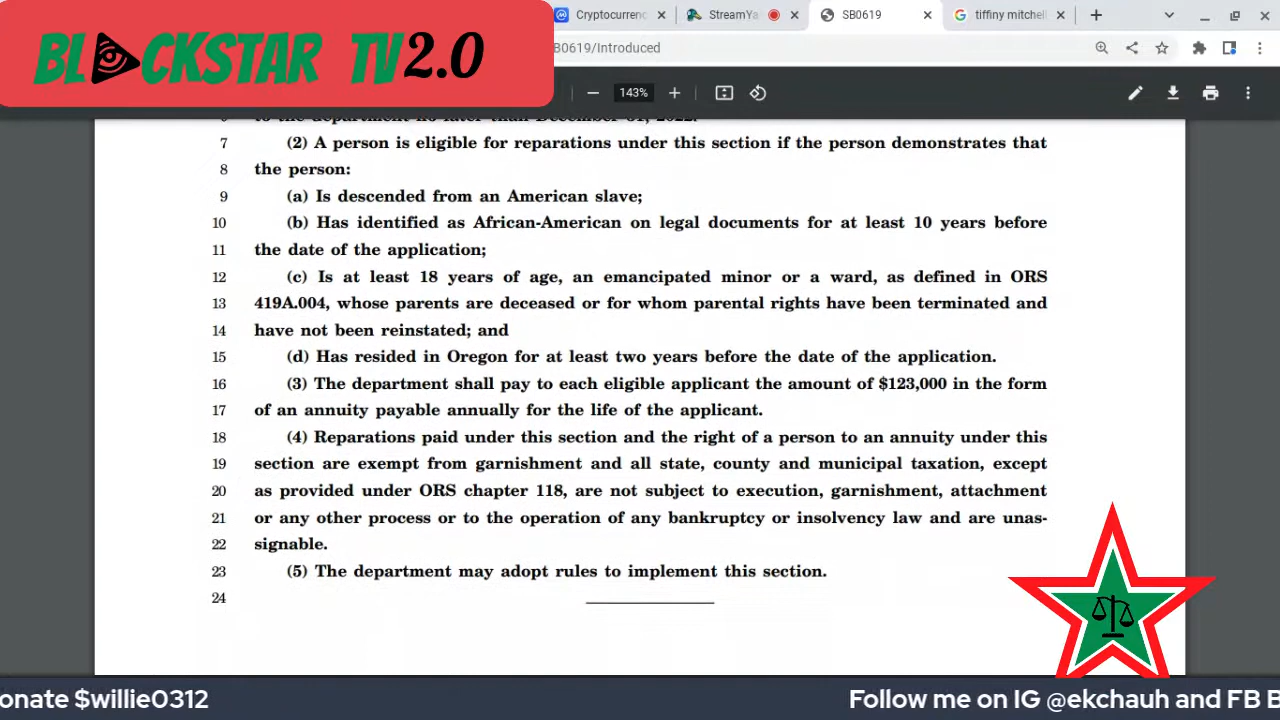 Cryptocurrenc
StreamYa
SB0619
tiffiny mitchell
BLACKSTAR TV2.0
B0619/Introduced
143%
to the department no later than December 31, 2022.
7 (2) A person is eligible for reparations under this section if the person demonstrates that
8 the person:
9 (a) Is descended from an American slave;
10 (b) Has identified as African-American on legal documents for at least 10 years before
11 the date of the application;
12 (c) Is at least 18 years of age, an emancipated minor or a ward, as defined in ORS
13 419A.004, whose parents are deceased or for whom parental rights have been terminated and
14 have not been reinstated; and
15 (d) Has resided in Oregon for at least two years before the date of the application.
16 (3) The department shall pay to each eligible applicant the amount of $123,000 in the form
17 of an annuity payable annually for the life of the applicant.
18 (4) Reparations paid under this section and the right of a person to an annuity under this
19 section are exempt from garnishment and all state, county and municipal taxation, except
20 as provided under ORS chapter 118, are not subject to execution, garnishment, attachment
21 or any other process or to the operation of any bankruptcy or insolvency law and are unas-
22 signable.
23 (5) The department may adopt rules to implement this section.
24
onate $willie0312
Follow me on IG @ekchauh and FB B